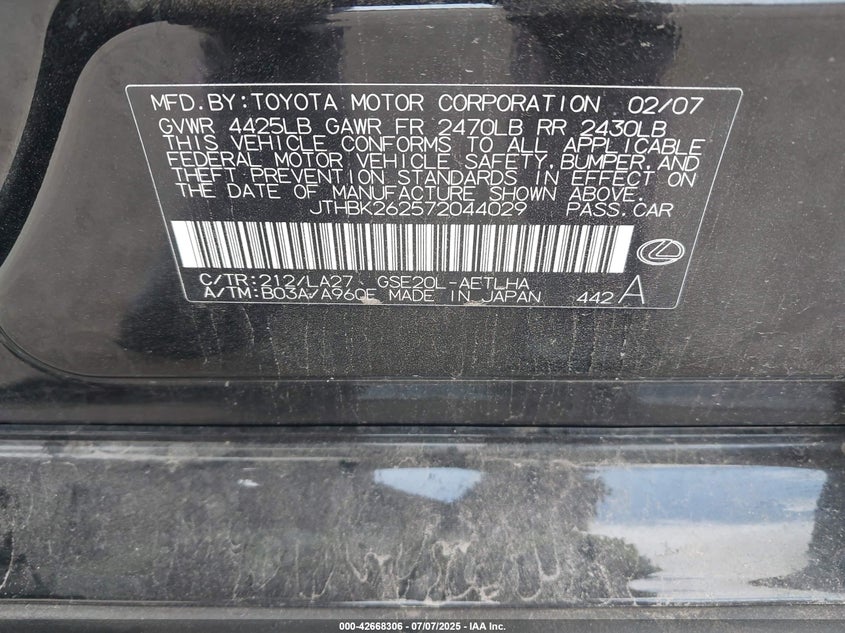 MFD.BY:TOYOTA MOTOR CORPORATION 02/07
GVWR 4425LB GAWR FR 2470LB RR 2430LB
THIS VEHICLE CONFORMS TO ALL APPLICABLE
FEDERAL MOTOR VEHICLE SAFETY,BUMPER,AND
THEFT PREVENTION STANDARDS IN EFFECT ON
THE DATE OF MANUFACTURE SHOWN ABOVE.
JTHBK262572044029 PASS.CAR
C/TR:212/LA27 GSE20L-AETLHA
A/TM:B03A/A960E MADE IN JAPAN 442 A
000-42668306 - 07/07/2025 - IAA Inc.